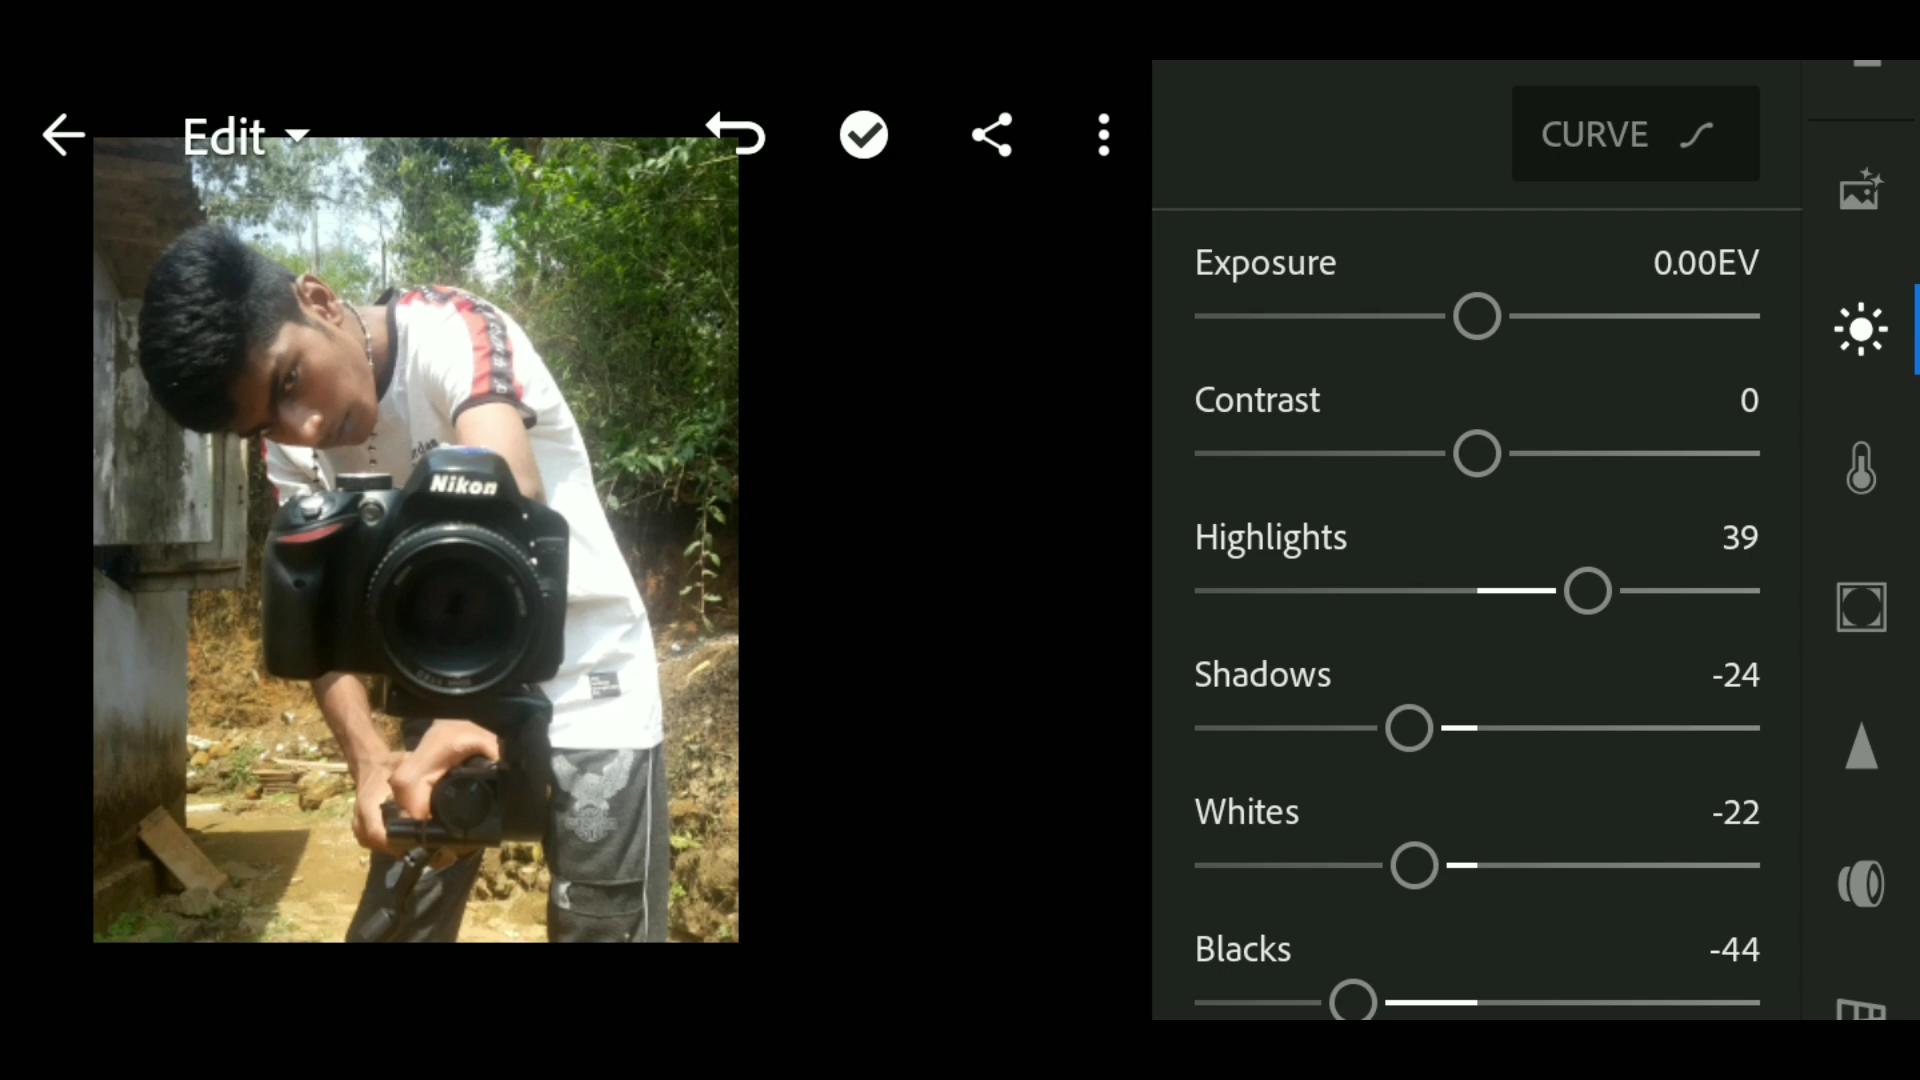 Edit
CURVE
Exposure 0.00EV
Contrast 0
Highlights 39
Shadows -24
Whites -22
Blacks -44
Nikon